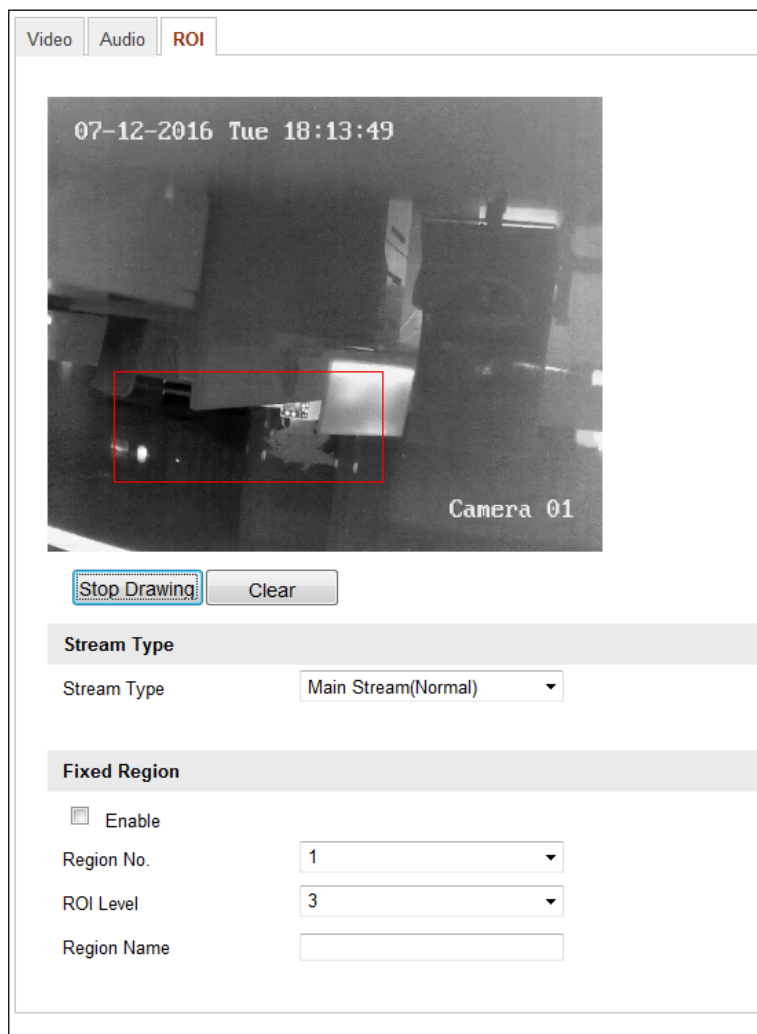 Video Audio ROI
07-12-2016 Tue 18:13:49
Camera 01
Stop Drawing Clear
Stream Type
Stream Type Main Stream(Normal)
Fixed Region
Enable
Region No. 1
ROI Level 3
Region Name